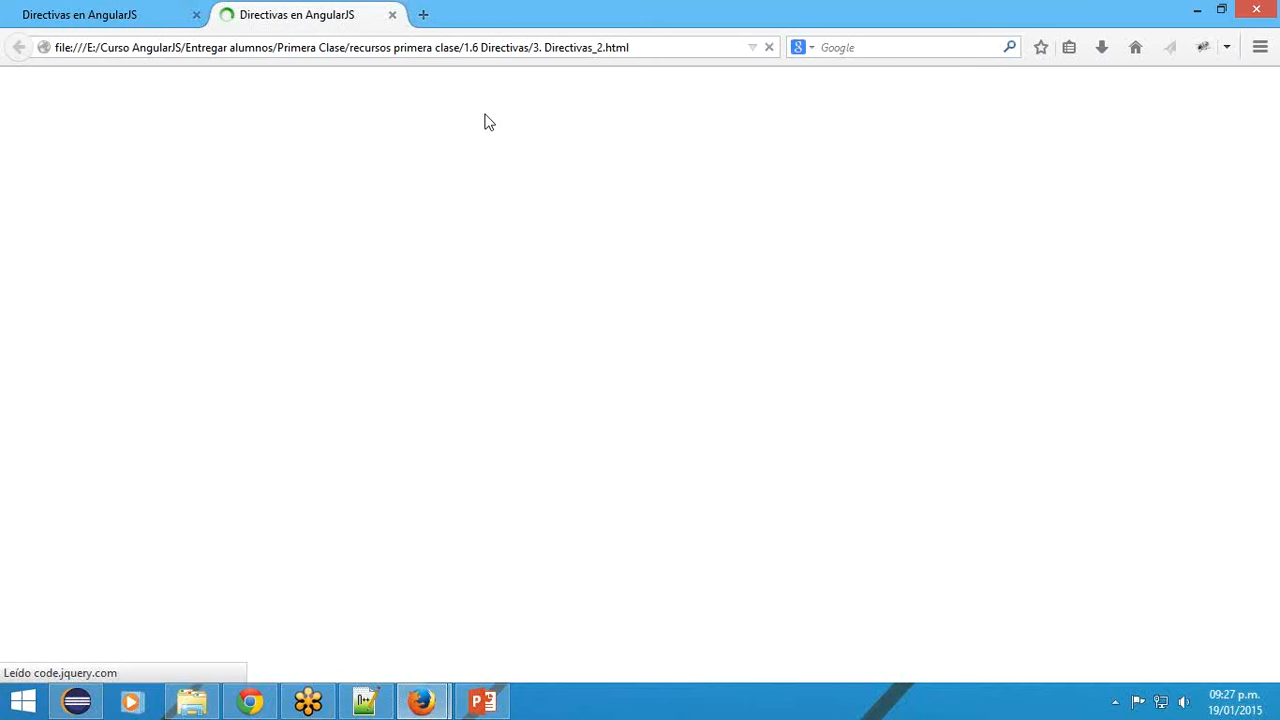 Directivas en AngularJS
Directivas en AngularJS
file:///E:/Curso AngularJS/Entregar alumnos/Primera Clase/recursos primera clase/1.6 Directivas/3. Directivas_2.html
Google
Leído code.jquery.com
09:27 p.m.
19/01/2015